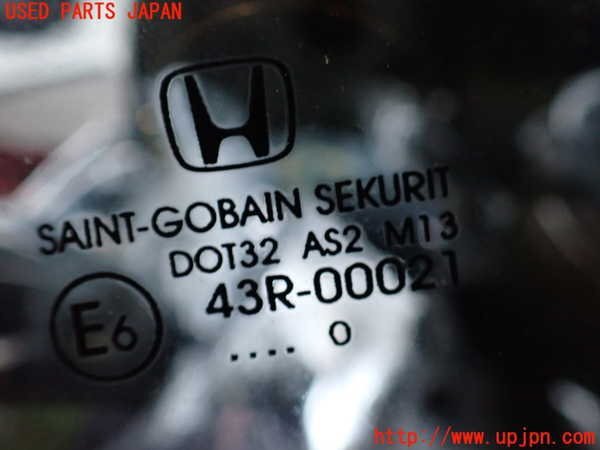 USED PARTS JAPAN
SAINT-GOBAIN SEKURIT
DOT32 AS2 M13
43R-00021
E6
.... 0
http://www.upjpn.com/